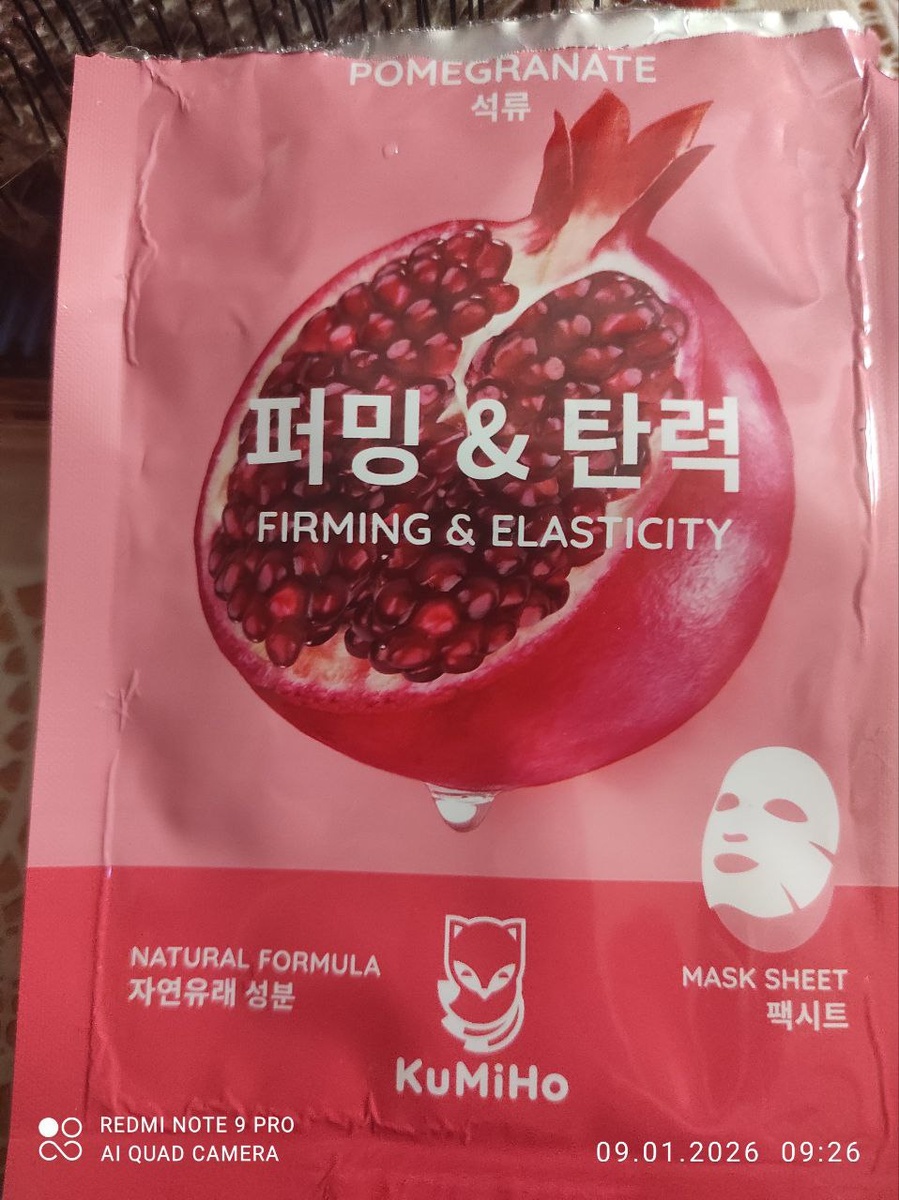 POMEGRANATE
석류
퍼밍 & 탄력
FIRMING & ELASTICITY
NATURAL FORMULA
자연유래 성분
MASK SHEET
팩시트
KuMiHo
REDMI NOTE 9 PRO
AI QUAD CAMERA
09.01.2026 09:26